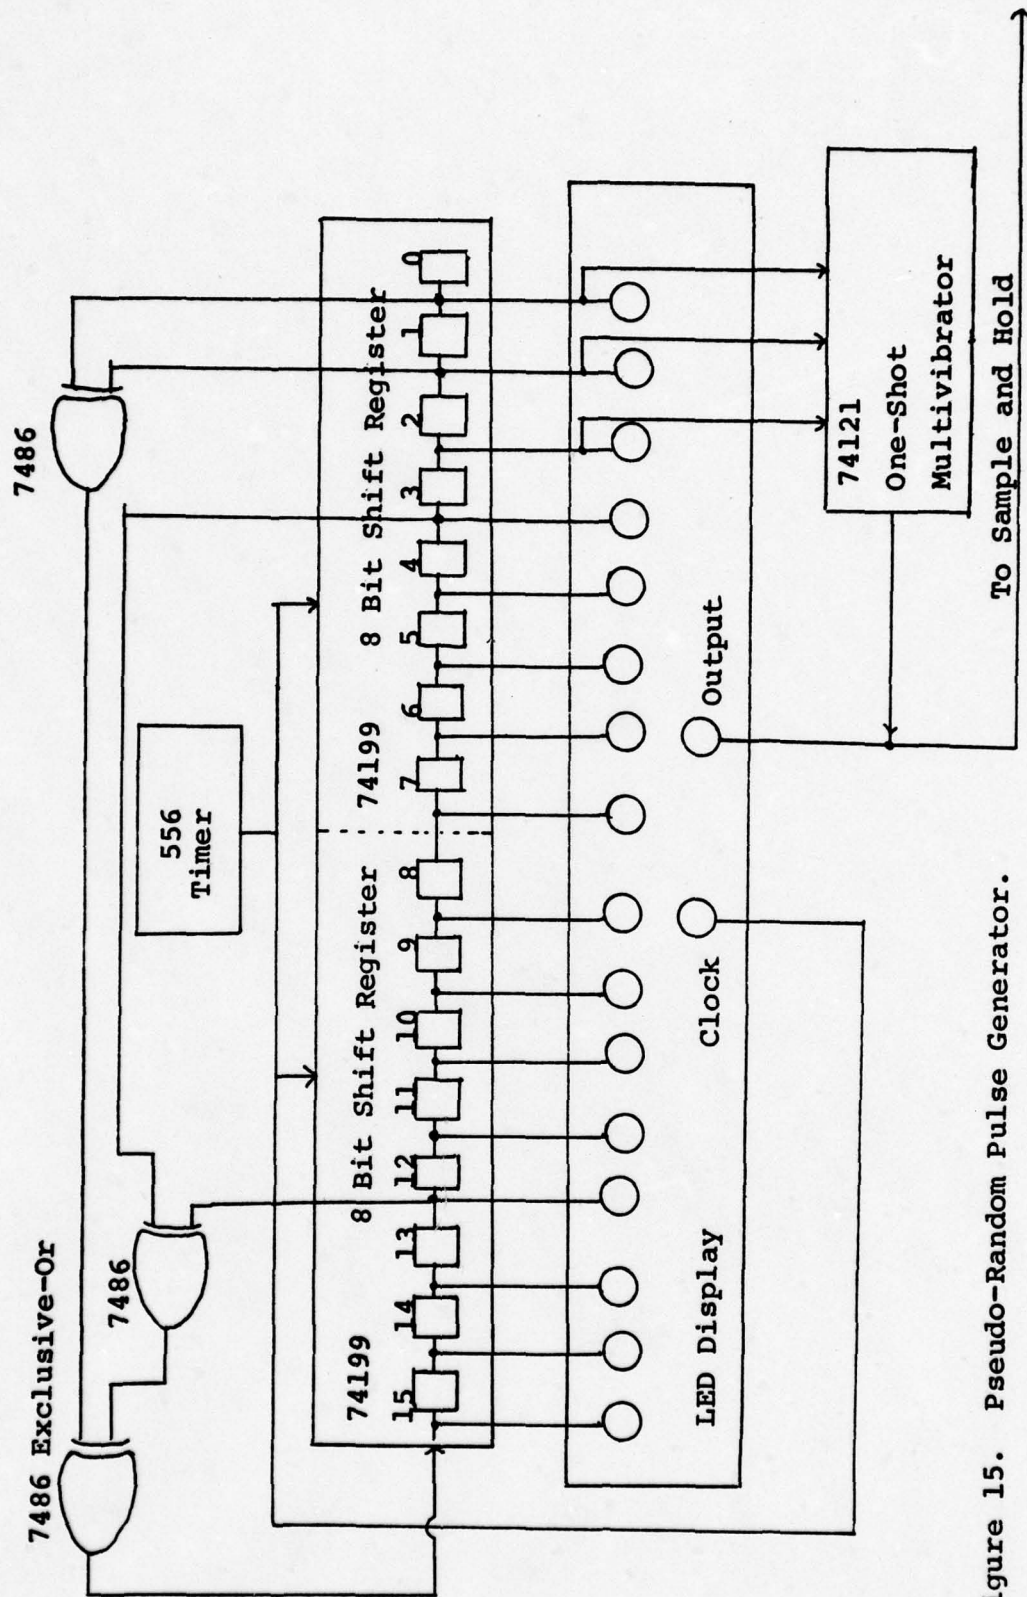 7486 Exclusive-Or
7486
7486
556
Timer
74199
8 Bit Shift Register
74199
8 Bit Shift Register
15
14
13
12
11
10
9
8
7
6
5
4
3
2
1
0
LED Display
Clock
Output
74121
One-Shot
Multivibrator
To Sample and Hold
igure 15. Pseudo-Random Pulse Generator.